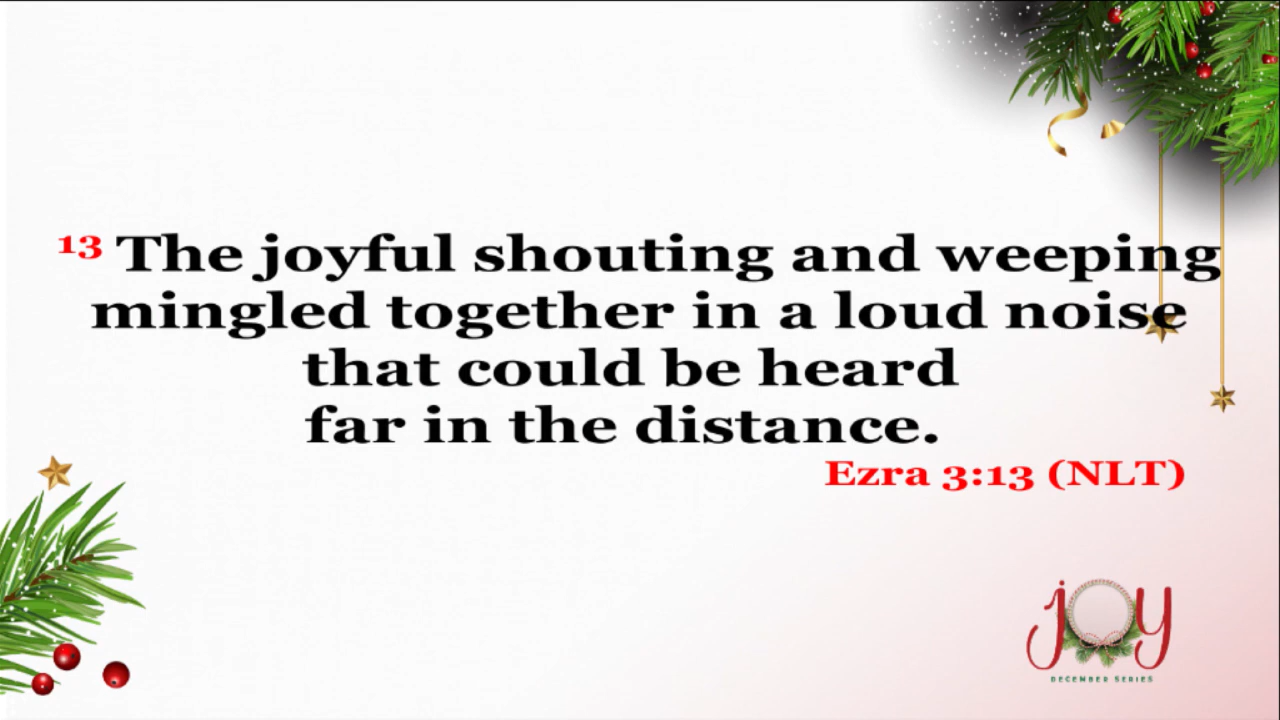 ¹³ The joyful shouting and weeping
mingled together in a loud noise
that could be heard
far in the distance.
Ezra 3:13 (NLT)
joy
DECEMBER SERIES